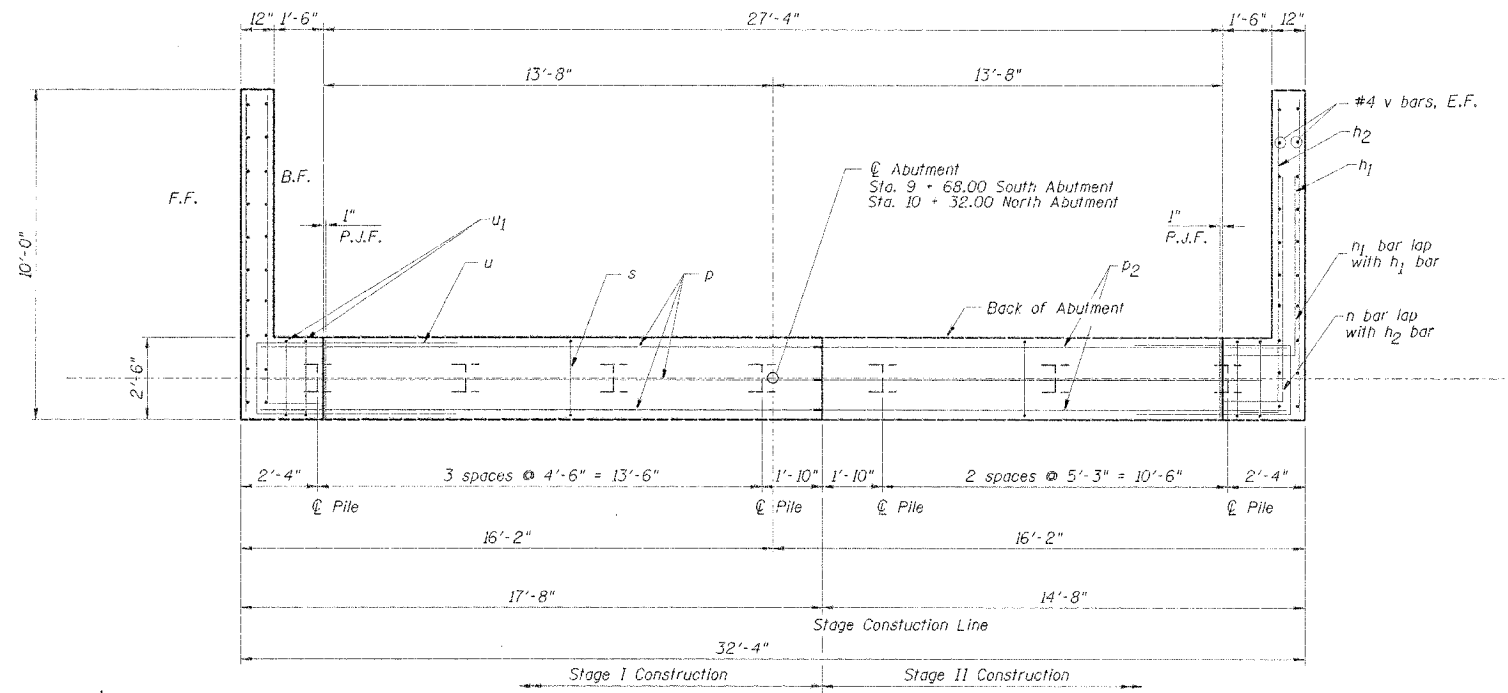 12" 1'-6" 27'-4" 1'-6" 12"
13'-8" 13'-8"
#4 v bars, E.F.
h2
h1
℄ Abutment
Sta. 9 + 68.00 South Abutment
Sta. 10 + 32.00 North Abutment
B.F.
F.F.
10'-0"
1"
P.J.F.
u1
u
s
p
p2
1"
P.J.F.
n1 bar lap
with h1 bar
Back of Abutment
n bar lap
with h2 bar
2'-6"
2'-4" 3 spaces @ 4'-6" = 13'-6" 1'-10" 1'-10" 2 spaces @ 5'-3" = 10'-6" 2'-4"
℄ Pile ℄ Pile ℄ Pile ℄ Pile
16'-2" 16'-2"
17'-8" 14'-8"
Stage Constuction Line
32'-4"
Stage I Construction Stage II Construction